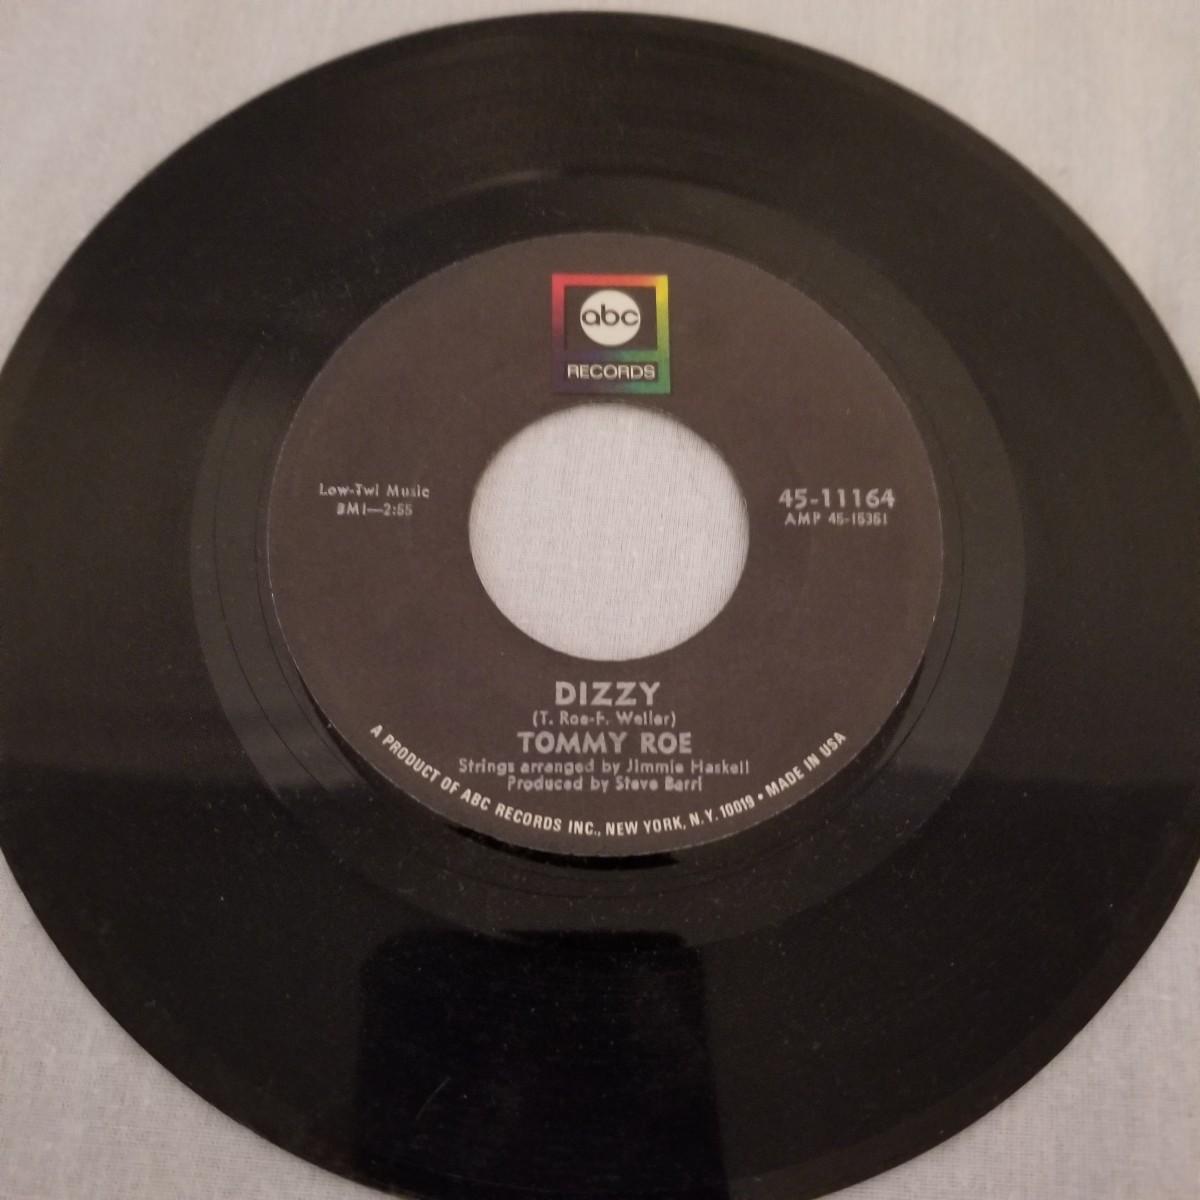 abc
RECORDS
Low-Twi Music
BMI—2:55
45-11164
AMP 45-15351
DIZZY
(T. Roe-F. Weller)
TOMMY ROE
Strings arranged by Jimmie Haskell
Produced by Steve Barri
A PRODUCT OF ABC RECORDS INC., NEW YORK, N.Y. 10019 • MADE IN USA